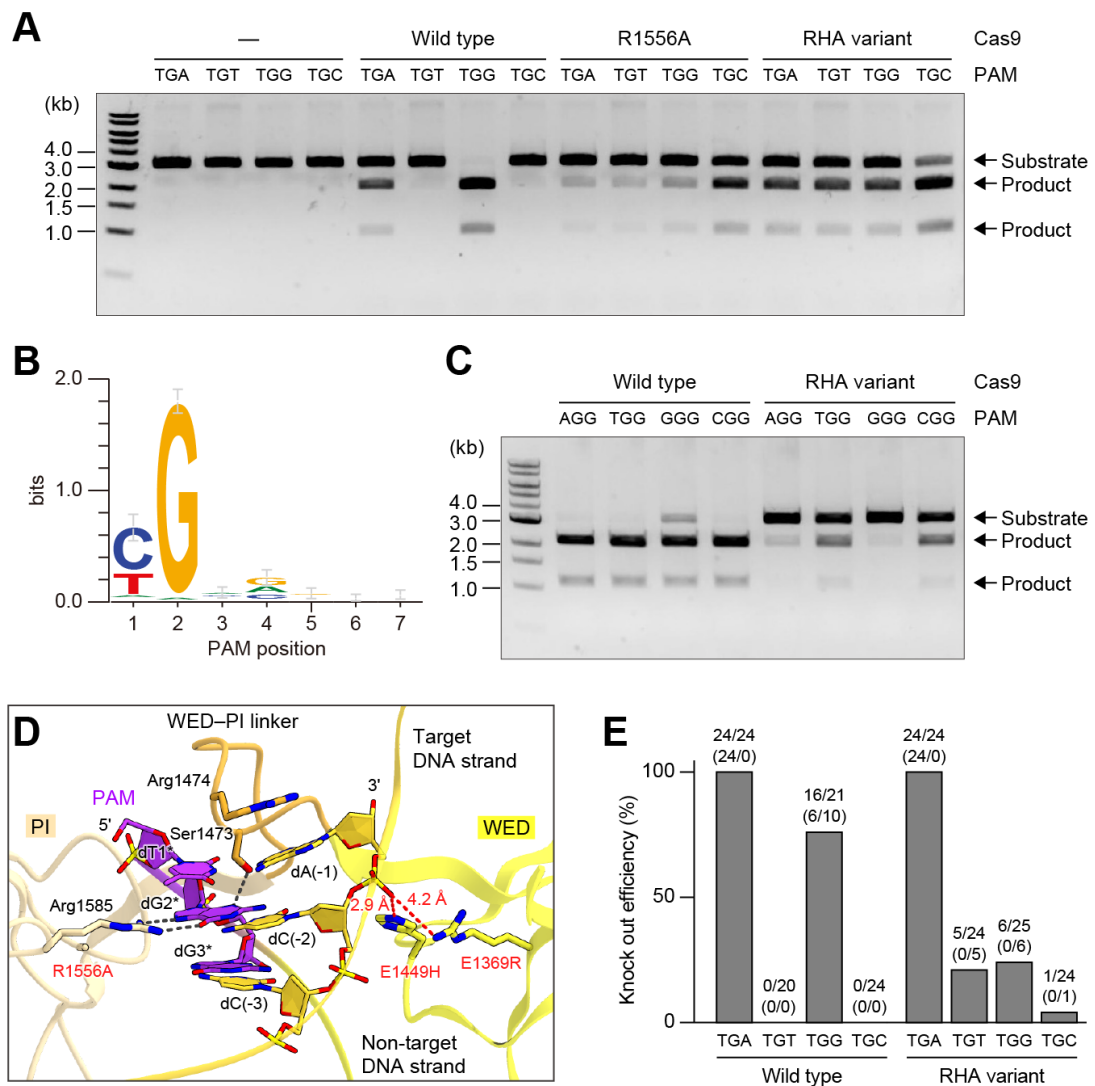 A
— Wild type R1556A RHA variant Cas9
TGA TGT TGG TGC TGA TGT TGG TGC TGA TGT TGG TGC TGA TGT TGG TGC PAM
(kb)
4.0
3.0
2.0
1.5
1.0
Substrate
Product
Product
B
2.0
1.0
0.0
bits
C
T
G
G
A
C
1 2 3 4 5 6 7
PAM position
C
Wild type RHA variant Cas9
AGG TGG GGG CGG AGG TGG GGG CGG PAM
(kb)
4.0
3.0
2.0
1.5
1.0
Substrate
Product
Product
D
WED–PI linker
Target
DNA strand
Arg1474
3'
PAM
5'
Ser1473
PI
WED
dT1*
dA(-1)
Arg1585
dG2*
2.9 Å
4.2 Å
dC(-2)
R1556A
dG3*
E1449H
E1369R
dC(-3)
Non-target
DNA strand
E
Knock out efficiency (%)
100
50
0
24/24
(24/0)
0/20
(0/0)
16/21
(6/10)
0/24
(0/0)
24/24
(24/0)
5/24
(0/5)
6/25
(0/6)
1/24
(0/1)
TGA TGT TGG TGC TGA TGT TGG TGC
Wild type RHA variant